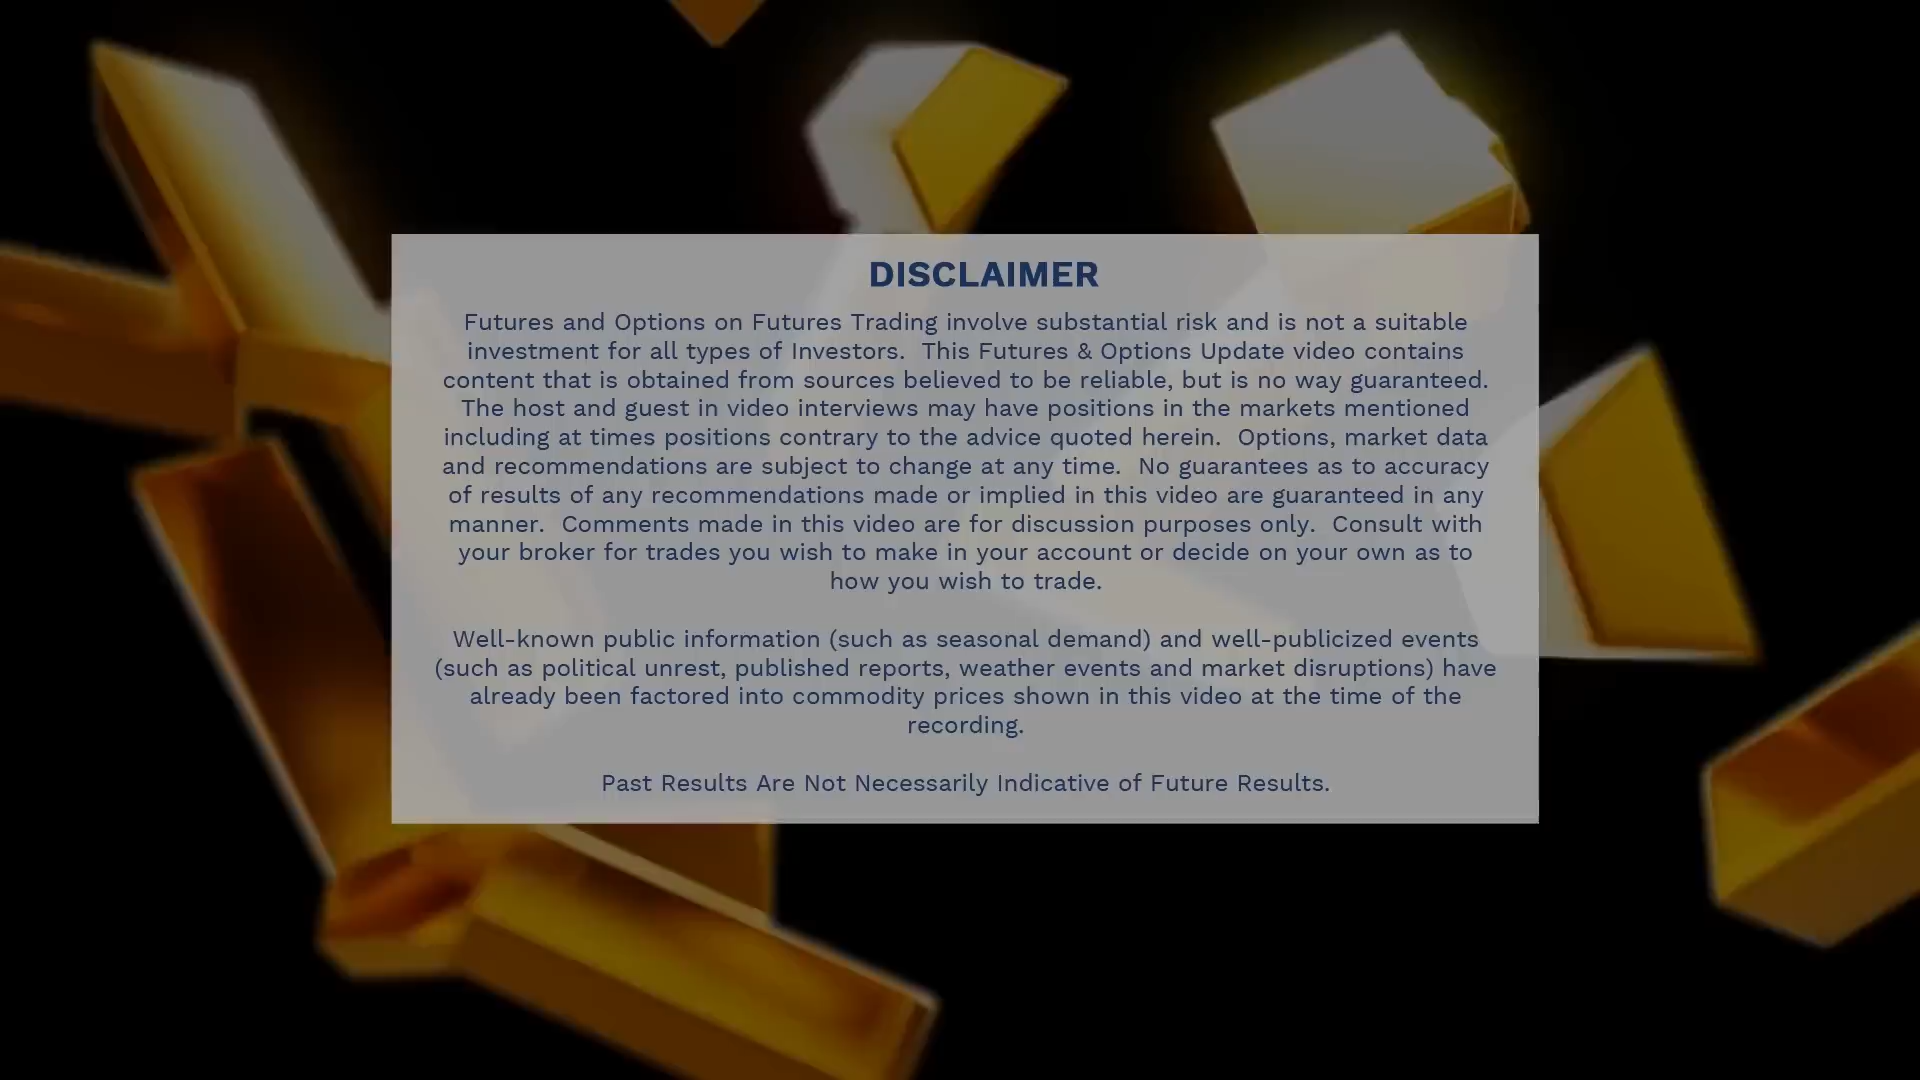 DISCLAIMER
Futures and Options on Futures Trading involve substantial risk and is not a suitable
investment for all types of Investors.  This Futures & Options Update video contains
content that is obtained from sources believed to be reliable, but is no way guaranteed.
The host and guest in video interviews may have positions in the markets mentioned
including at times positions contrary to the advice quoted herein.  Options, market data
and recommendations are subject to change at any time.  No guarantees as to accuracy
of results of any recommendations made or implied in this video are guaranteed in any
manner.  Comments made in this video are for discussion purposes only.  Consult with
your broker for trades you wish to make in your account or decide on your own as to
how you wish to trade.
Well-known public information (such as seasonal demand) and well-publicized events
(such as political unrest, published reports, weather events and market disruptions) have
already been factored into commodity prices shown in this video at the time of the
recording.
Past Results Are Not Necessarily Indicative of Future Results.